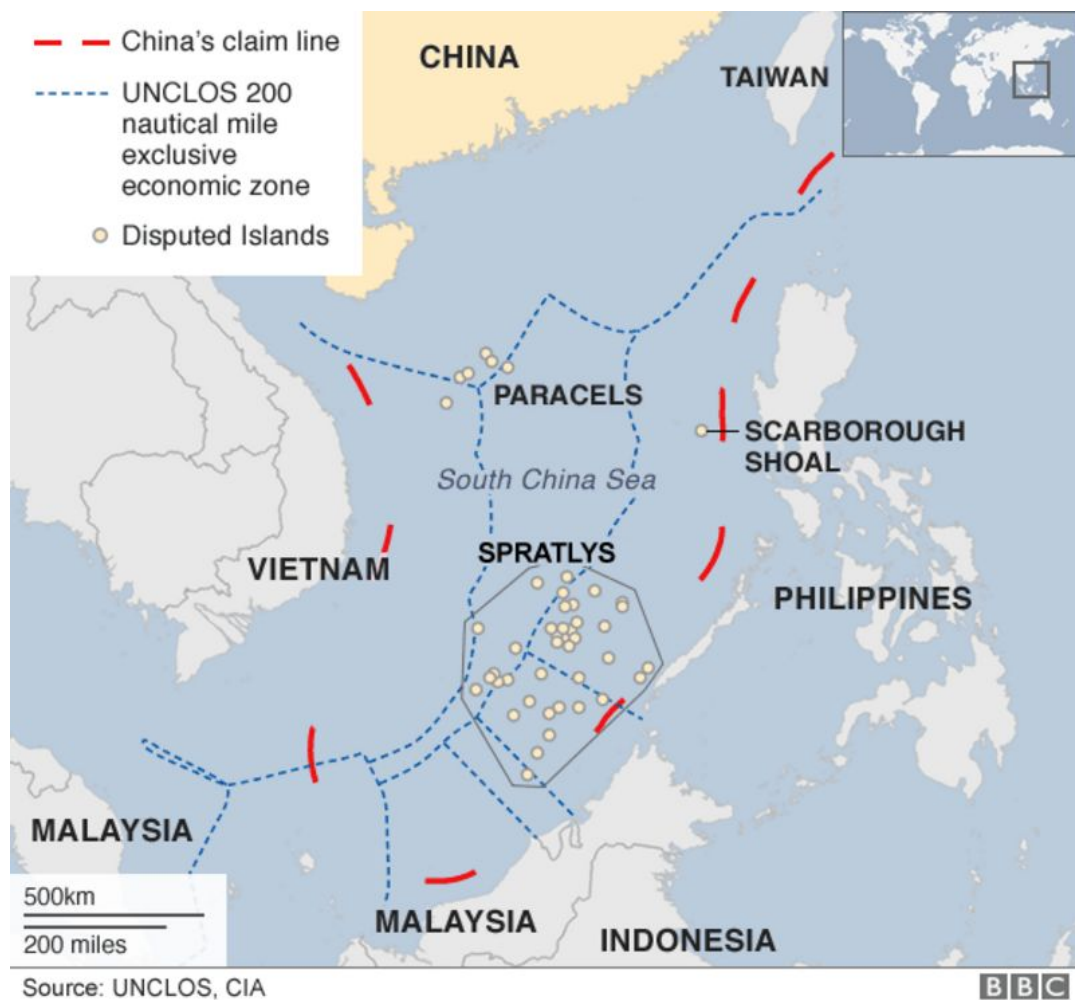 China's claim line
UNCLOS 200
nautical mile
exclusive
economic zone
Disputed Islands
CHINA
TAIWAN
PARACELS
SCARBOROUGH
SHOAL
South China Sea
SPRATLYS
VIETNAM
PHILIPPINES
MALAYSIA
MALAYSIA
INDONESIA
500km
200 miles
Source: UNCLOS, CIA
BBC